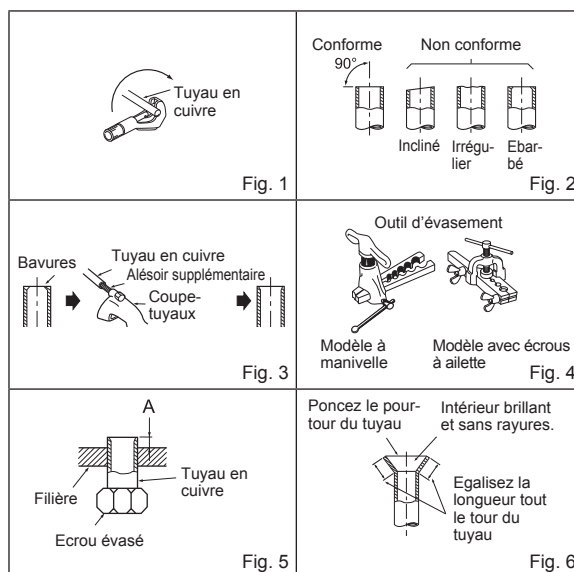 Tuyau en
cuivre
Fig. 1
Conforme
Non conforme
90°
Incliné
Irrégu-
lier
Ebar-
bé
Fig. 2
Bavures
Tuyau en cuivre
Alésoir supplémentaire
Coupe-
tuyaux
Fig. 3
Outil d'évasement
Modèle à
manivelle
Modèle avec écrous
à ailette
Fig. 4
A
Tuyau en
cuivre
Filière
Ecrou évasé
Fig. 5
Poncez le pour-
tour du tuyau
Intérieur brillant
et sans rayures.
Egalisez la
longueur tout
le tour du
tuyau
Fig. 6